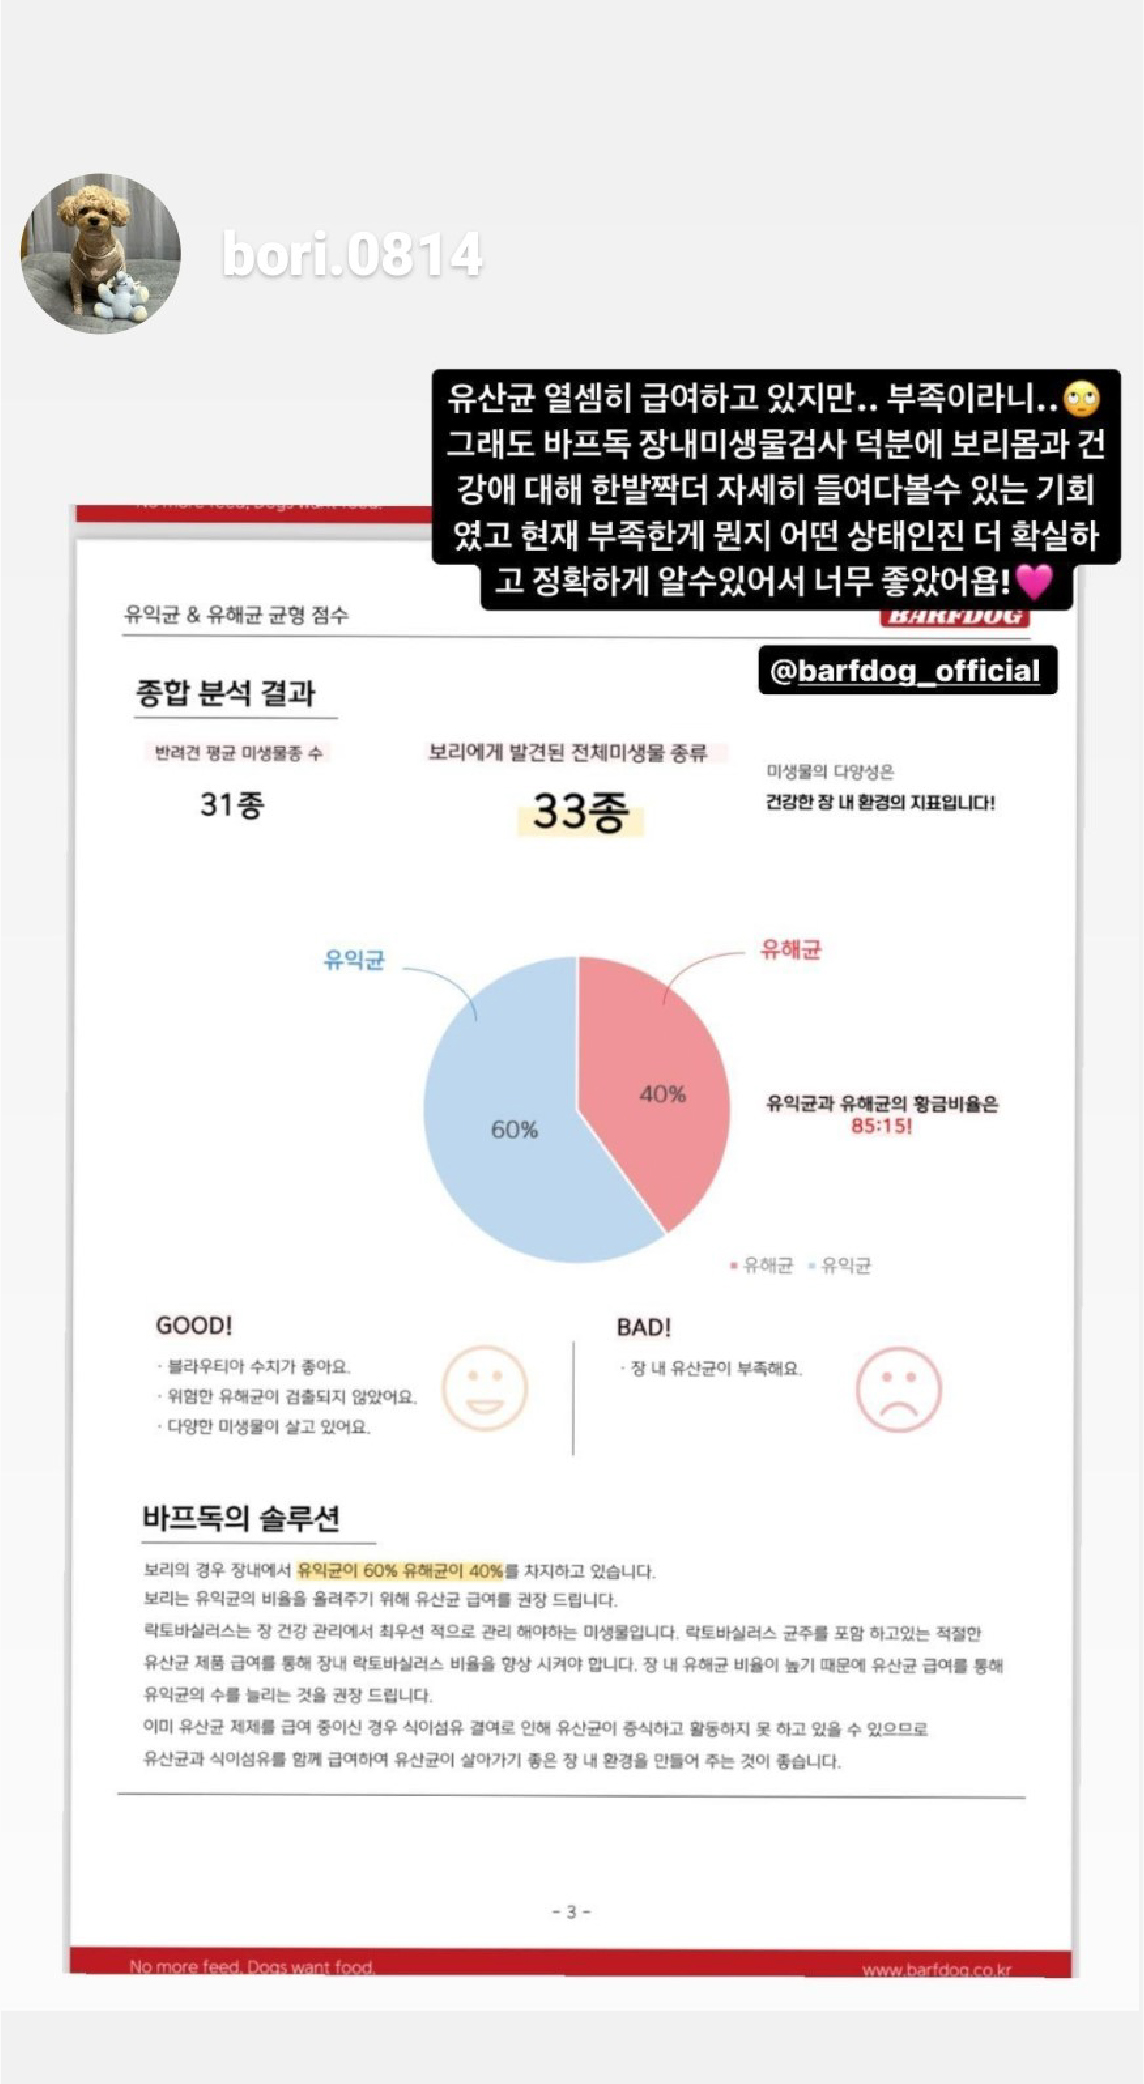 bori.0814
유산균 열셈히 급여하고 있지만.. 부족이라니..🙄
그래도 바프독 장내미생물검사 덕분에 보리몸과 건
강애 대해 한발짝더 자세히 들여다볼수 있는 기회
였고 현재 부족한게 뭔지 어떤 상태인진 더 확실하
고 정확하게 알수있어서 너무 좋았어욥!💗
No more feed, Dogs want food.
유익균 & 유해균 균형 점수
BARFDOG
@barfdog_official
종합 분석 결과
반려견 평균 미생물종 수
31종
보리에게 발견된 전체미생물 종류
33종
미생물의 다양성은
건강한 장 내 환경의 지표입니다!
유익균
유해균
40%
60%
유익균과 유해균의 황금비율은
85:15!
유해균 유익균
GOOD!
· 블라우티아 수치가 좋아요.
· 위험한 유해균이 검출되지 않았어요.
· 다양한 미생물이 살고 있어요.
BAD!
· 장 내 유산균이 부족해요.
바프독의 솔루션
보리의 경우 장내에서 유익균이 60% 유해균이 40%를 차지하고 있습니다.
보리는 유익균의 비율을 올려주기 위해 유산균 급여를 권장 드립니다.
락토바실러스는 장 건강 관리에서 최우선 적으로 관리 해야하는 미생물입니다. 락토바실러스 균주를 포함 하고있는 적절한
유산균 제품 급여를 통해 장내 락토바실러스 비율을 향상 시켜야 합니다. 장 내 유해균 비율이 높기 때문에 유산균 급여를 통해
유익균의 수를 늘리는 것을 권장 드립니다.
이미 유산균 제제를 급여 중이신 경우 식이섬유 결여로 인해 유산균이 증식하고 활동하지 못 하고 있을 수 있으므로
유산균과 식이섬유를 함께 급여하여 유산균이 살아가기 좋은 장 내 환경을 만들어 주는 것이 좋습니다.
- 3 -
No more feed, Dogs want food.
www.barfdog.co.kr